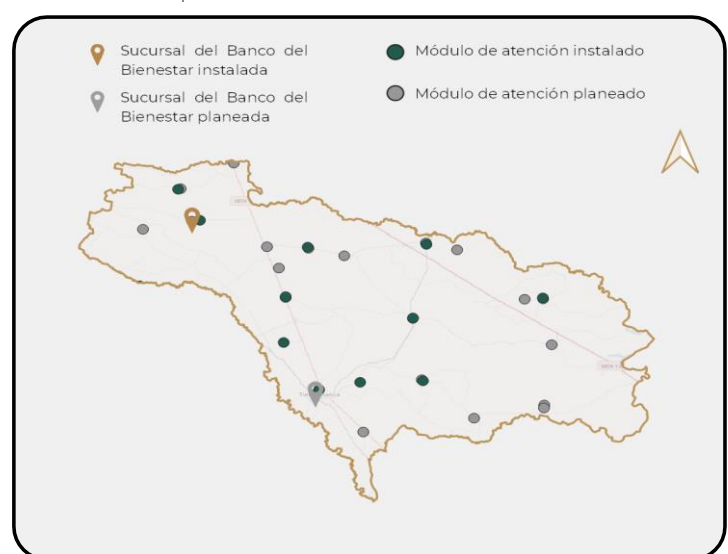 Sucursal del Banco del
Bienestar instalada
Módulo de atención instalado
Sucursal del Banco del
Bienestar planeada
Módulo de atención planeado